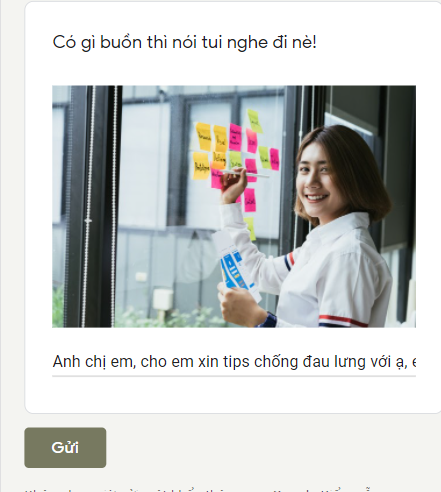 Có gì buồn thì nói tui nghe đi nè!
Anh chị em, cho em xin tips chống đau lưng với ạ,
Gửi